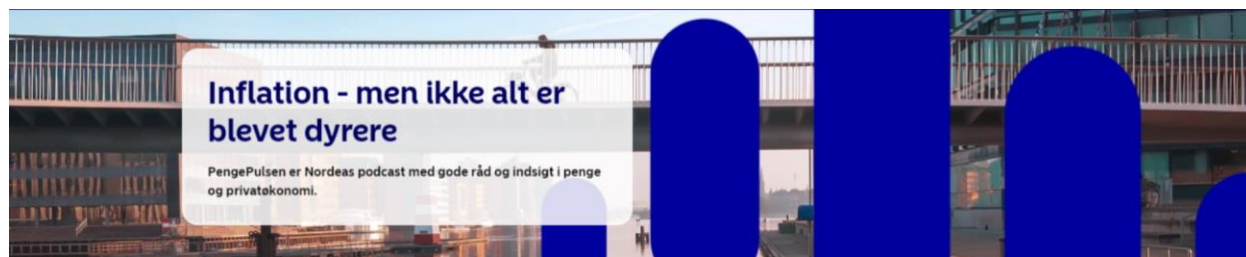 Inflation - men ikke alt er
blevet dyrere
PengePulsen er Nordeas podcast med gode råd og indsigt i penge
og privatøkonomi.